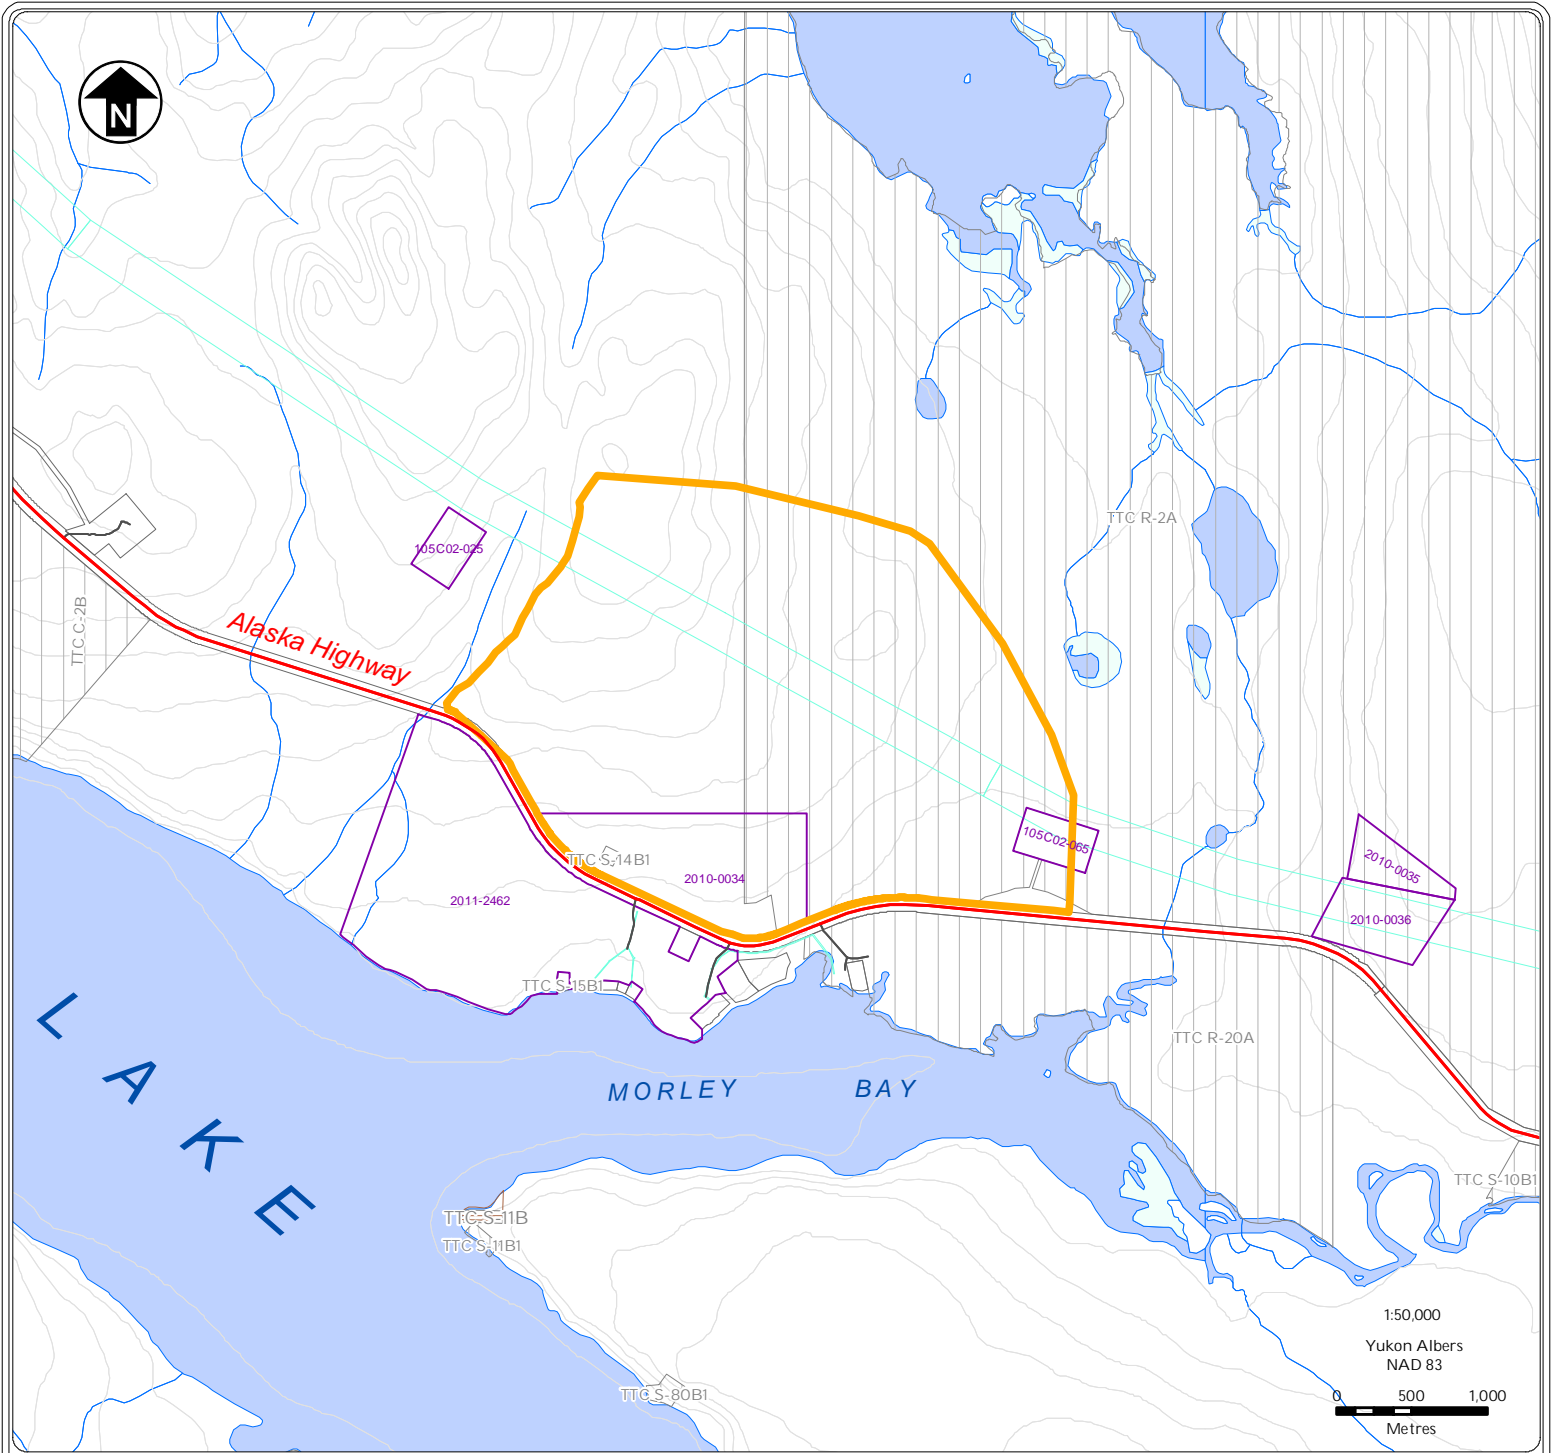 N
TTC R-2A
105C02-025
TTC C-2B
Alaska Highway
105C02-065
TTC S-14B1
2010-0034
2010-0035
2011-2462
2010-0036
TTC S-15B1
TTC R-20A
LAKE
MORLEY BAY
TTC S-10B1
TTC S-11B
TTC S-11B1
1:50,000
Yukon Albers
NAD 83
TTC S-80B1
0 500 1,000
Metres